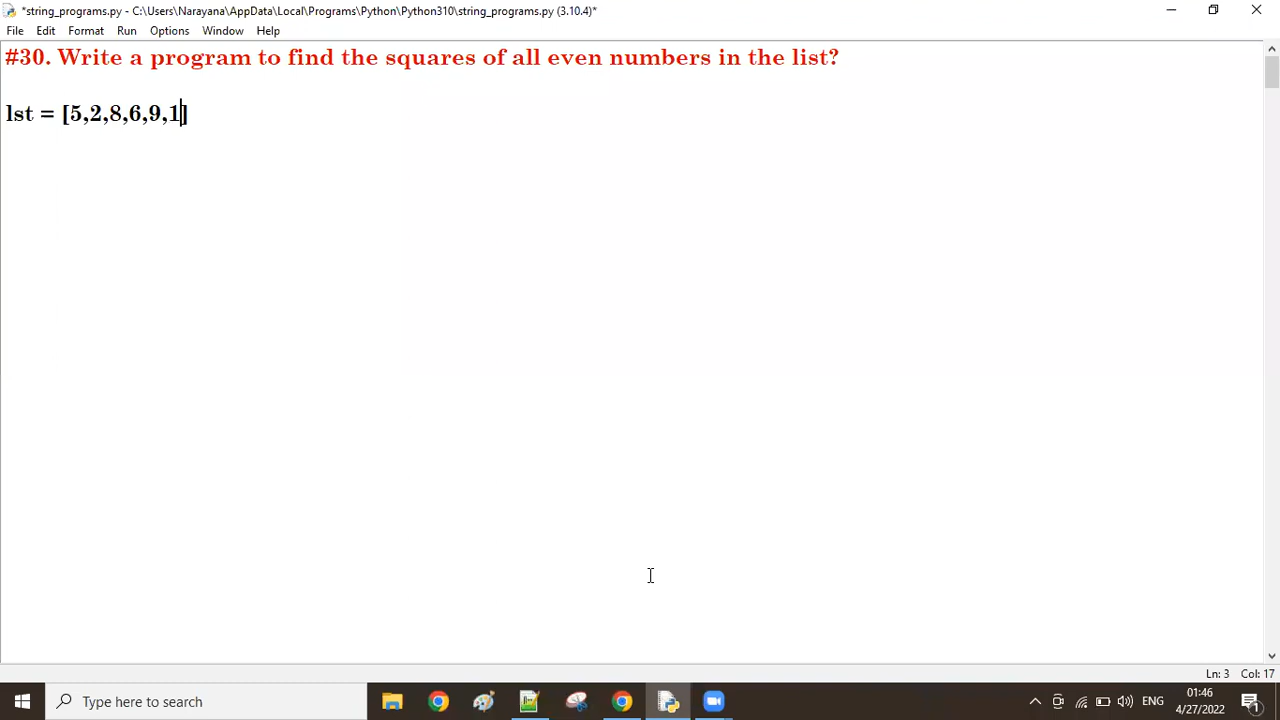 *string_programs.py - C:\Users\Narayana\AppData\Local\Programs\Python\Python310\string_programs.py (3.10.4)*
File Edit Format Run Options Window Help
#30. Write a program to find the squares of all even numbers in the list?
lst = [5,2,8,6,9,1]
Ln: 3 Col: 17
Type here to search
ENG
01:46
4/27/2022
1